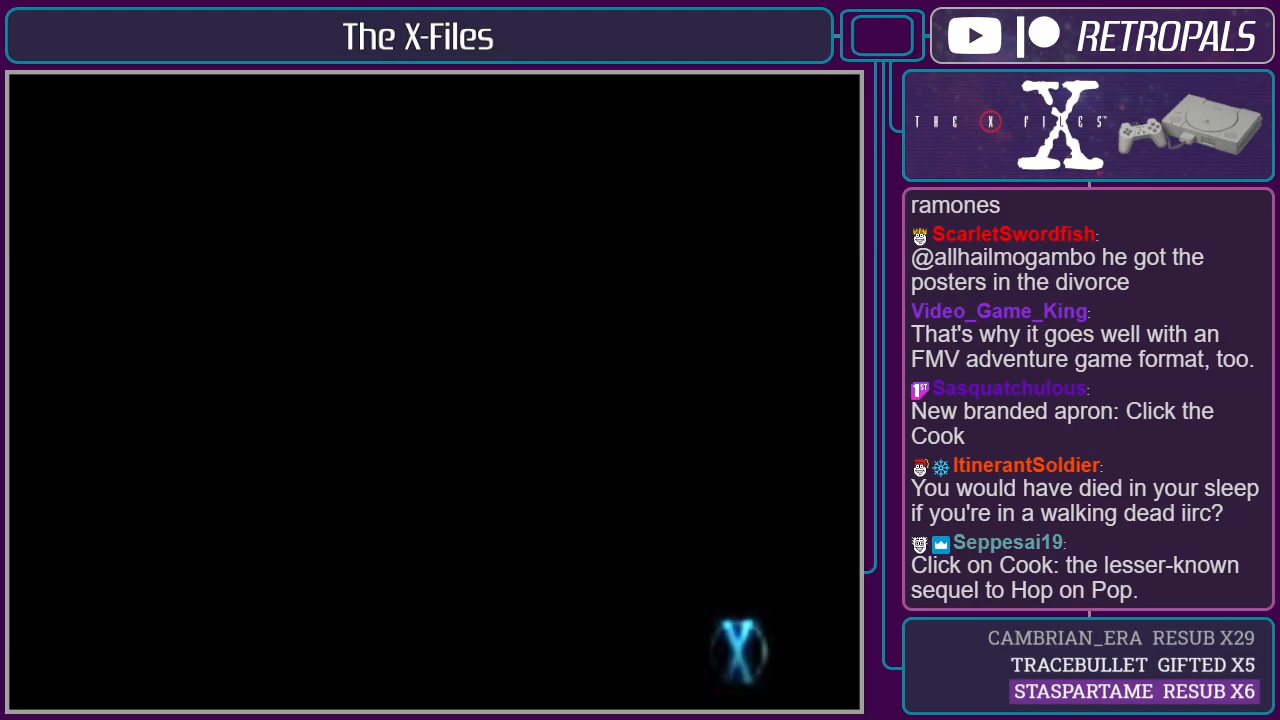 The X-Files
RETROPALS
THE X FILES™
X
ramones
ScarletSwordfish:
@allhailmogambo he got the
posters in the divorce
Video_Game_King:
That's why it goes well with an
FMV adventure game format, too.
1ST Sasquatchulous:
New branded apron: Click the
Cook
ItinerantSoldier:
You would have died in your sleep
if you're in a walking dead iirc?
Seppesai19:
Click on Cook: the lesser-known
sequel to Hop on Pop.
X
CAMBRIAN_ERA RESUB X29
TRACEBULLET GIFTED X5
STASPARTAME RESUB X6